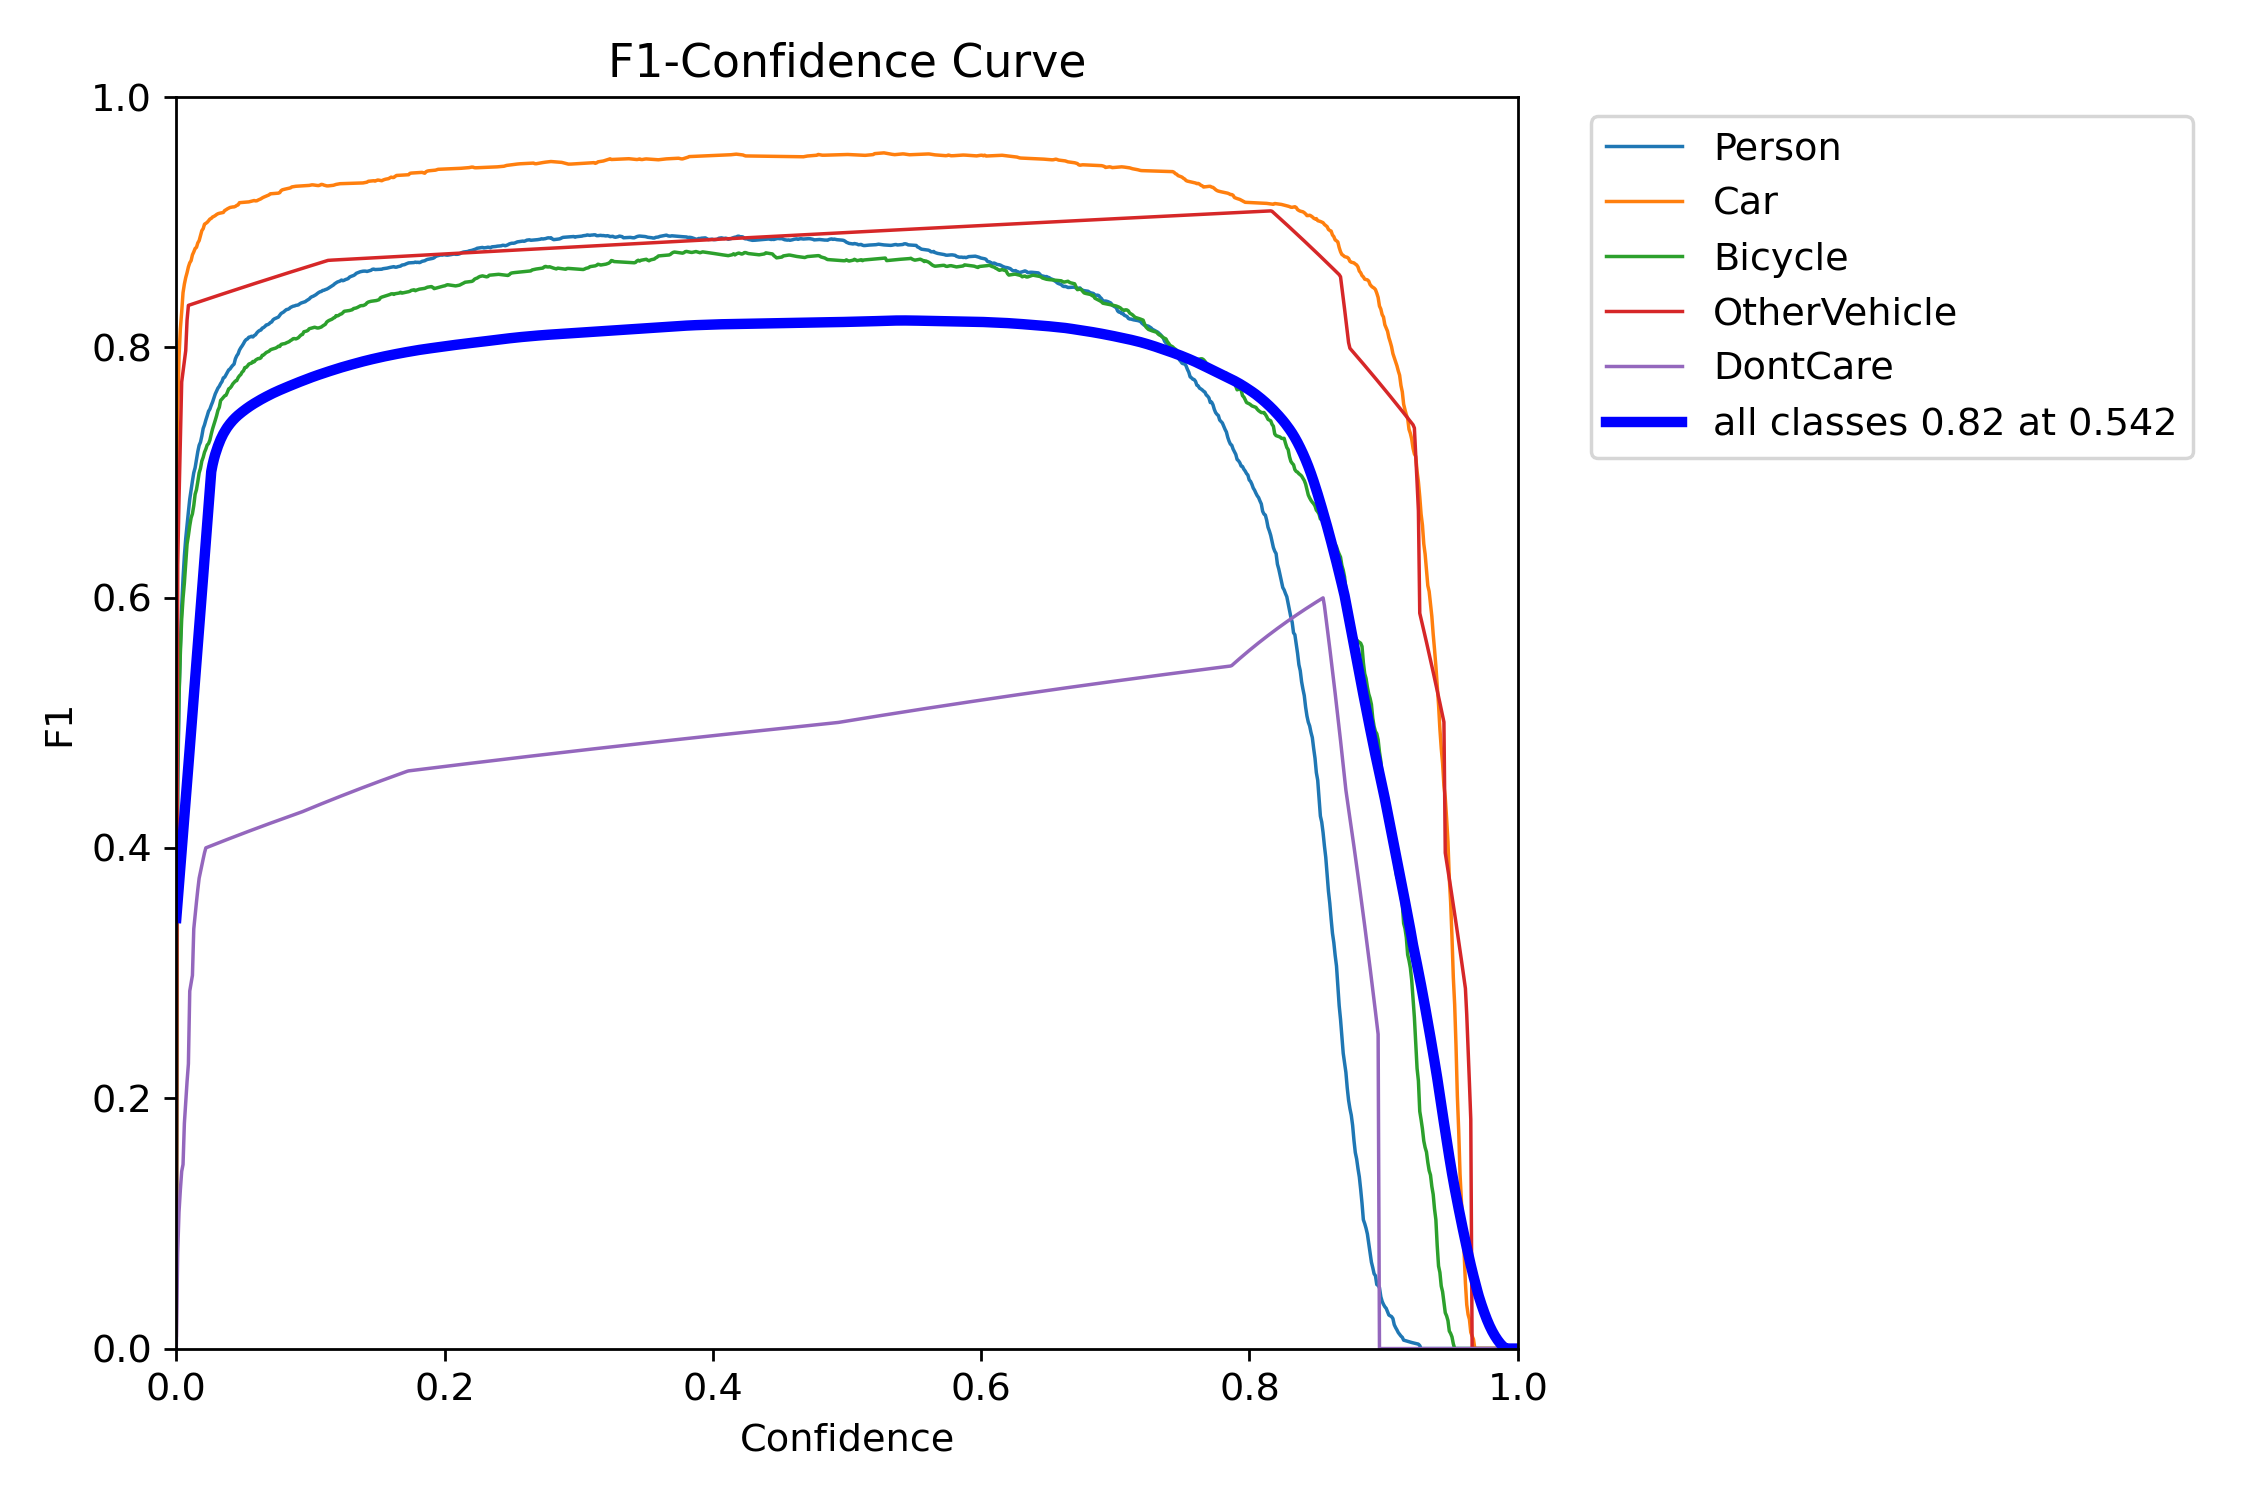 F1-Confidence Curve
1.0
0.8
0.6
0.4
0.2
0.0
F1
0.0 0.2 0.4 0.6 0.8 1.0
Confidence
Person
Car
Bicycle
OtherVehicle
DontCare
all classes 0.82 at 0.542